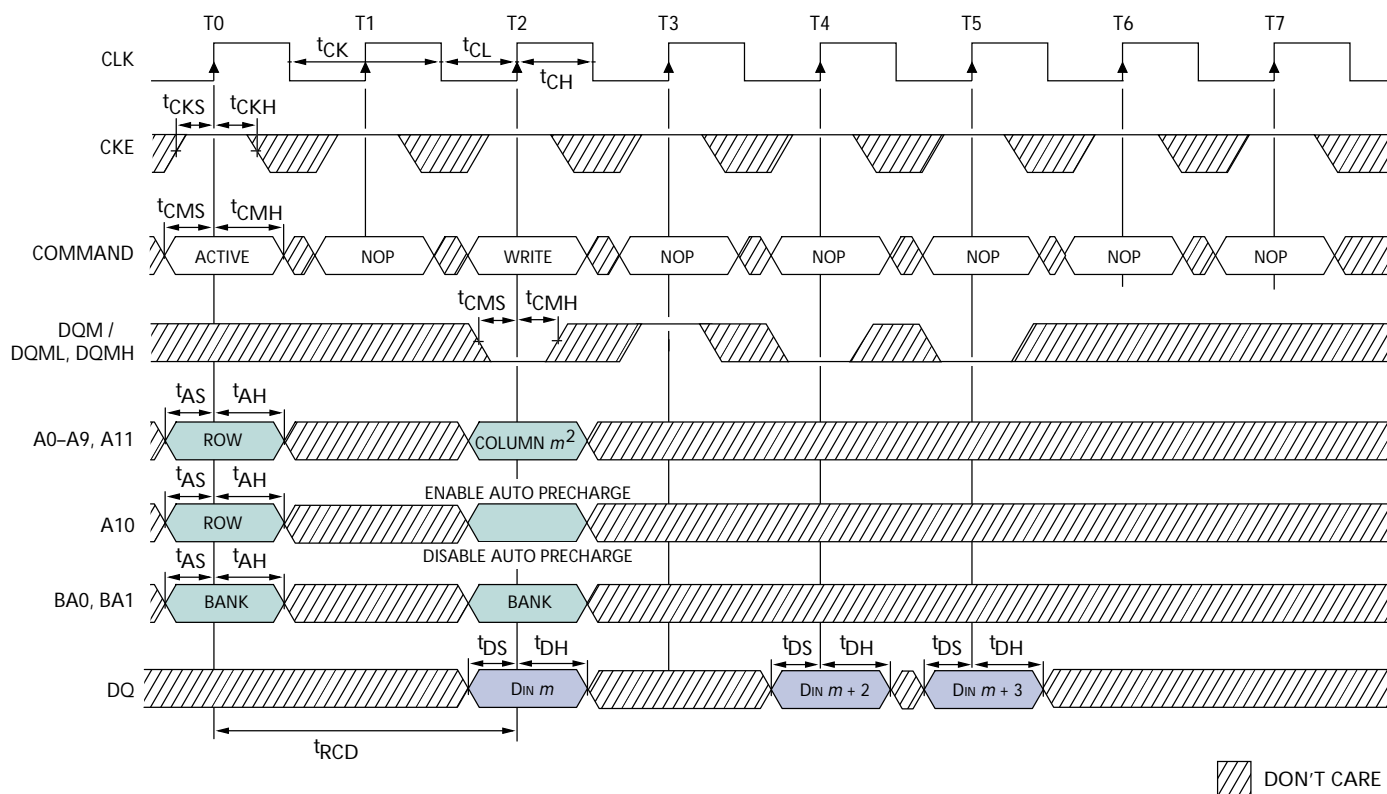 T0 T1 T2 T3 T4 T5 T6 T7
CLK
tCK tCL
tCH
tCKS tCKH
CKE
tCMS tCMH
COMMAND ACTIVE NOP WRITE NOP NOP NOP NOP NOP
tCMS tCMH
DQM /
DQML, DQMH
tAS tAH
A0–A9, A11 ROW COLUMN m2
tAS tAH
ENABLE AUTO PRECHARGE
A10 ROW
DISABLE AUTO PRECHARGE
tAS tAH
BA0, BA1 BANK BANK
tDS tDH tDS tDH tDS tDH
DQ DIN m DIN m + 2 DIN m + 3
tRCD
DON'T CARE